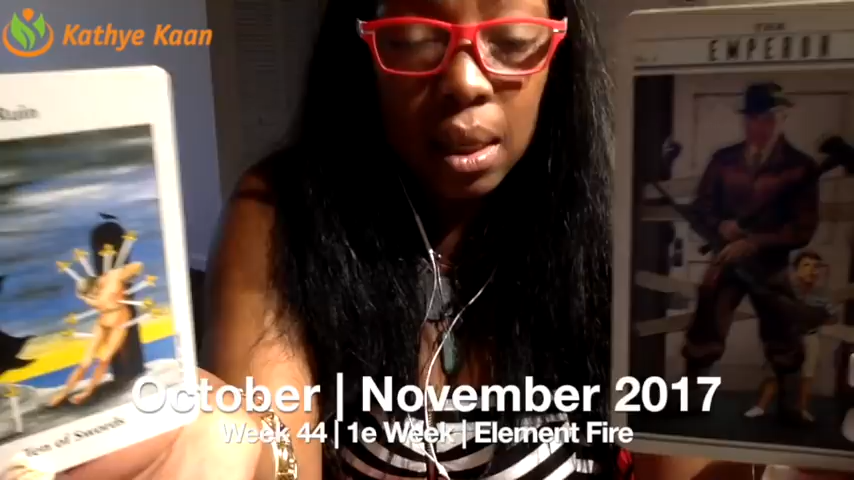 Kathye Kaan
THE
EMPEROR
Ruin
Ten of Swords
October | November 2017
Week 44 | 1e Week | Element Fire